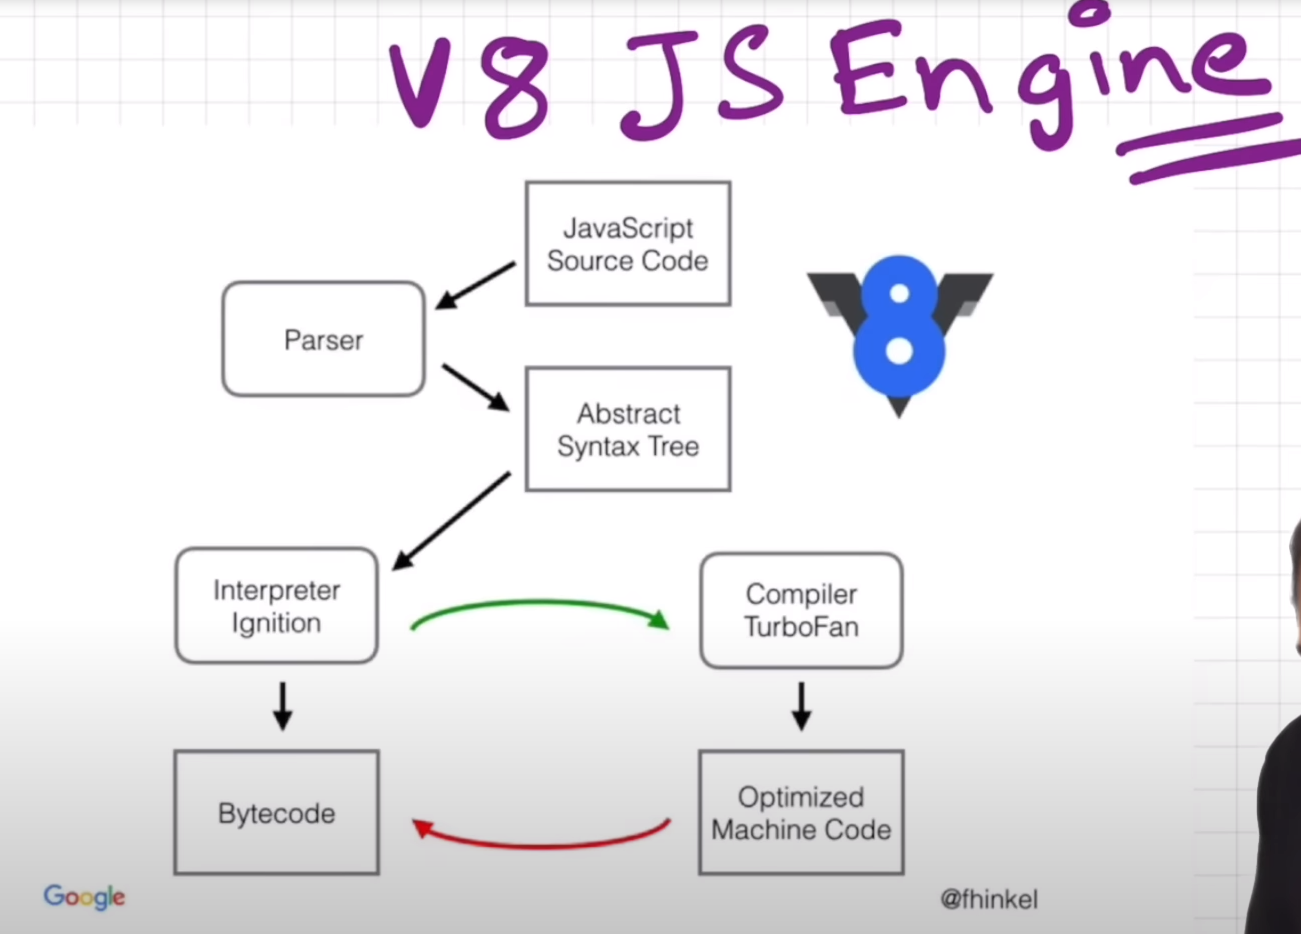 V8 JS Engine
JavaScript
Source Code
Parser
Abstract
Syntax Tree
Interpreter
Ignition
Compiler
TurboFan
Bytecode
Optimized
Machine Code
Google
@fhinkel